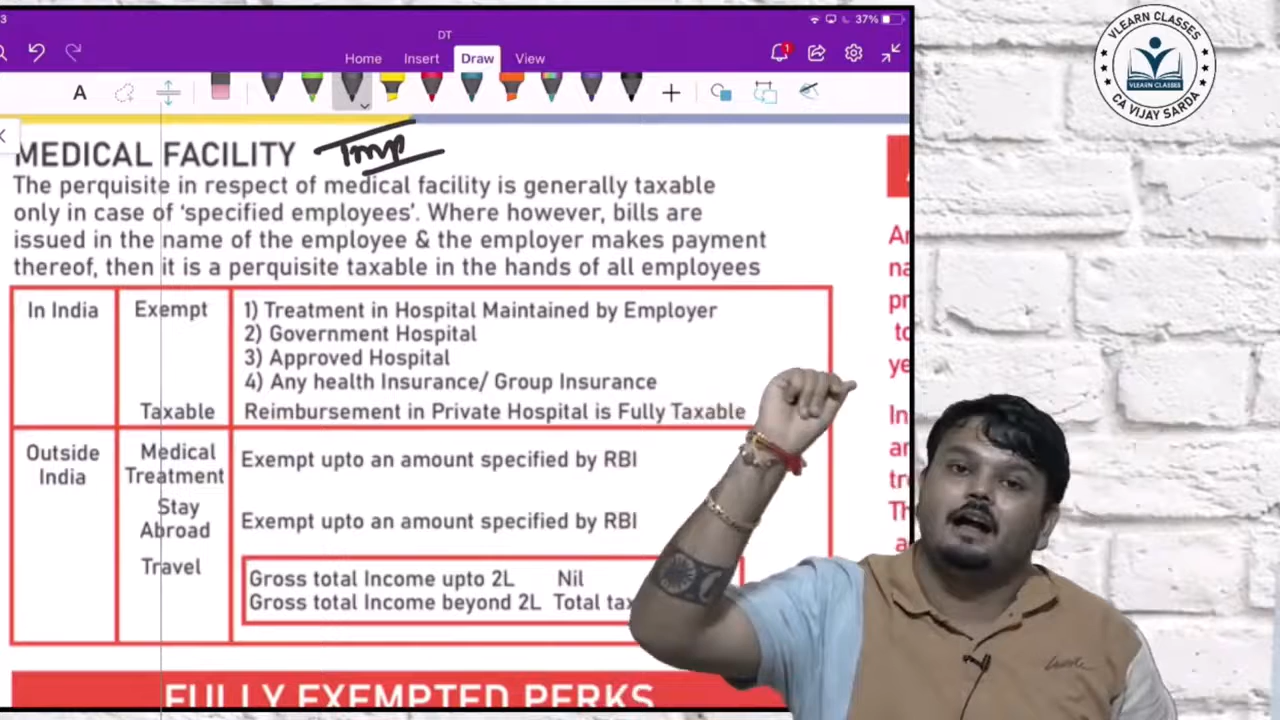 3
37%
DT
Home Insert Draw View
1
A
MEDICAL FACILITY Imp
The perquisite in respect of medical facility is generally taxable
only in case of 'specified employees'. Where however, bills are
issued in the name of the employee & the employer makes payment
thereof, then it is a perquisite taxable in the hands of all employees
In India Exempt 1) Treatment in Hospital Maintained by Employer
2) Government Hospital
3) Approved Hospital
4) Any health Insurance/ Group Insurance
Taxable Reimbursement in Private Hospital is Fully Taxable
Outside India Medical Treatment Exempt upto an amount specified by RBI
Stay Abroad Exempt upto an amount specified by RBI
Travel Gross total Income upto 2L Nil
Gross total Income beyond 2L Total tax
FULLY EXEMPTED PERKS
VLEARN CLASSES
VLEARN CLASSES
CA VIJAY SARDA